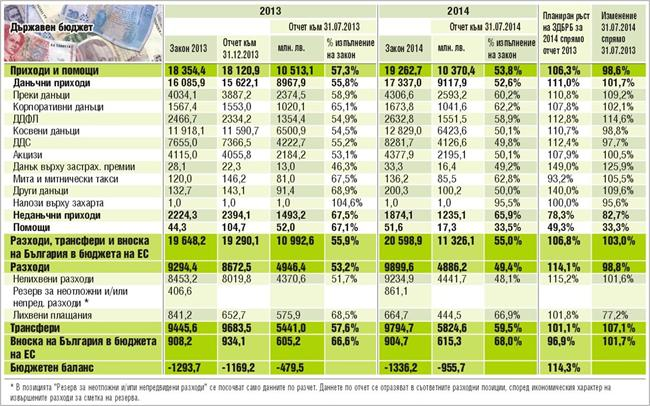 Държавен бюджет
2013
2014
Планиран ръст на ЗДБРБ за 2014 спрямо отчет 2013
Изменение 31.07.2014 спрямо 31.07.2013
Закон 2013
Отчет към 31.12.2013
Отчет към 31.07.2013
млн. лв.
% изпълнение на закон
Закон 2014
Отчет към 31.07.2014
млн. лв.
% изпълнение на закон
Приходи и помощи 18 354,4 18 120,9 10 513,1 57,3% 19 262,7 10 370,4 53,8% 106,3% 98,6%
Данъчни приходи 16 085,9 15 622,1 8967,9 55,8% 17 337,0 9117,9 52,6% 111,0% 101,7%
Преки данъци 4034,1 3887,2 2374,5 58,9% 4306,6 2593,2 60,2% 110,8% 109,2%
Корпоративни данъци 1567,4 1553,0 1020,1 65,1% 1673,8 1041,6 62,2% 107,8% 102,1%
ДДФЛ 2466,7 2334,2 1354,4 54,9% 2632,8 1551,5 58,9% 112,8% 114,6%
Косвени данъци 11 918,1 11 590,7 6500,9 54,5% 12 829,0 6423,6 50,1% 110,7% 98,8%
ДДС 7655,0 7366,5 4222,7 55,2% 8281,7 4126,6 49,8% 112,4% 97,7%
Акцизи 4115,0 4055,8 2184,2 53,1% 4377,9 2195,1 50,1% 107,9% 100,5%
Данък върху застрах. премии 28,1 22,3 13,0 46,3% 33,3 16,4 49,2% 149,0% 125,9%
Мита и митнически такси 120,0 146,2 81,0 67,5% 136,2 85,5 62,8% 93,2% 105,5%
Други данъци 132,7 143,1 91,4 68,9% 200,3 100,2 50,0% 140,0% 109,6%
Налози върху захарта 1,0 1,0 1,0 104,6% 1,0 1,0 95,5% 100,0% 95,6%
Неданъчни приходи 2224,3 2394,1 1493,2 67,5% 1874,1 1235,1 65,9% 78,3% 82,7%
Помощи 44,3 104,7 52,0 67,1% 51,6 17,3 33,5% 49,3% 33,3%
Разходи, трансфери и вноска на България в бюджета на ЕС 19 648,2 19 290,1 10 992,6 55,9% 20 598,9 11 326,1 55,0% 106,8% 103,0%
Разходи 9294,4 8672,5 4946,4 53,2% 9899,6 4886,2 49,4% 114,1% 98,8%
Нелихвени разходи 8453,2 8019,8 4370,6 51,7% 9234,9 4441,7 48,1% 115,2% 101,6%
Резерв за неотложни и/или непред. разходи * 406,6 861,1
Лихвени плащания 841,2 652,7 575,9 68,5% 664,7 444,5 66,9% 101,8% 77,2%
Трансфери 9445,6 9683,5 5441,0 57,6% 9794,7 5824,6 59,5% 101,1% 107,1%
Вноска на България в бюджета на ЕС 908,2 934,1 605,2 66,6% 904,7 615,3 68,0% 96,9% 101,7%
Бюджетен баланс -1293,7 -1169,2 -479,5 -1336,2 -955,7 114,3%
* В позицията "Резерв за неотложни и/или непредвидени разходи" се посочват само данните по разчет. Данните по отчет се отразяват в съответните разходни позиции, според икономическия характер на
извършените разходи за сметка на резерва.